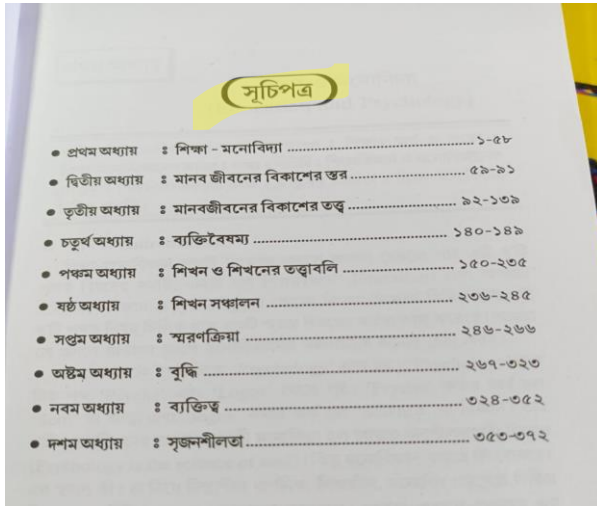 সূচিপত্র
● প্রথম অধ্যায় : শিক্ষা - মনোবিদ্যা ........................................................ ১-৫৮
● দ্বিতীয় অধ্যায় : মানব জীবনের বিকাশের স্তর ................................ ৫৯-৯১
● তৃতীয় অধ্যায় : মানবজীবনের বিকাশের তত্ত্ব ................................ ৯২-১৩৯
● চতুর্থ অধ্যায় : ব্যক্তিবৈষম্য ........................................................ ১৪০-১৪৯
● পঞ্চম অধ্যায় : শিখন ও শিখনের তত্ত্বাবলি ................................ ১৫০-২৩৫
● ষষ্ঠ অধ্যায় : শিখন সঞ্চালন ........................................................ ২৩৬-২৪৫
● সপ্তম অধ্যায় : স্মরণক্রিয়া ........................................................ ২৪৬-২৬৬
● অষ্টম অধ্যায় : বুদ্ধি ................................................................ ২৬৭-৩২৩
● নবম অধ্যায় : ব্যক্তিত্ব ............................................................ ৩২৪-৩৫২
● দশম অধ্যায় : সৃজনশীলতা ........................................................ ৩৫৩-৩৭২